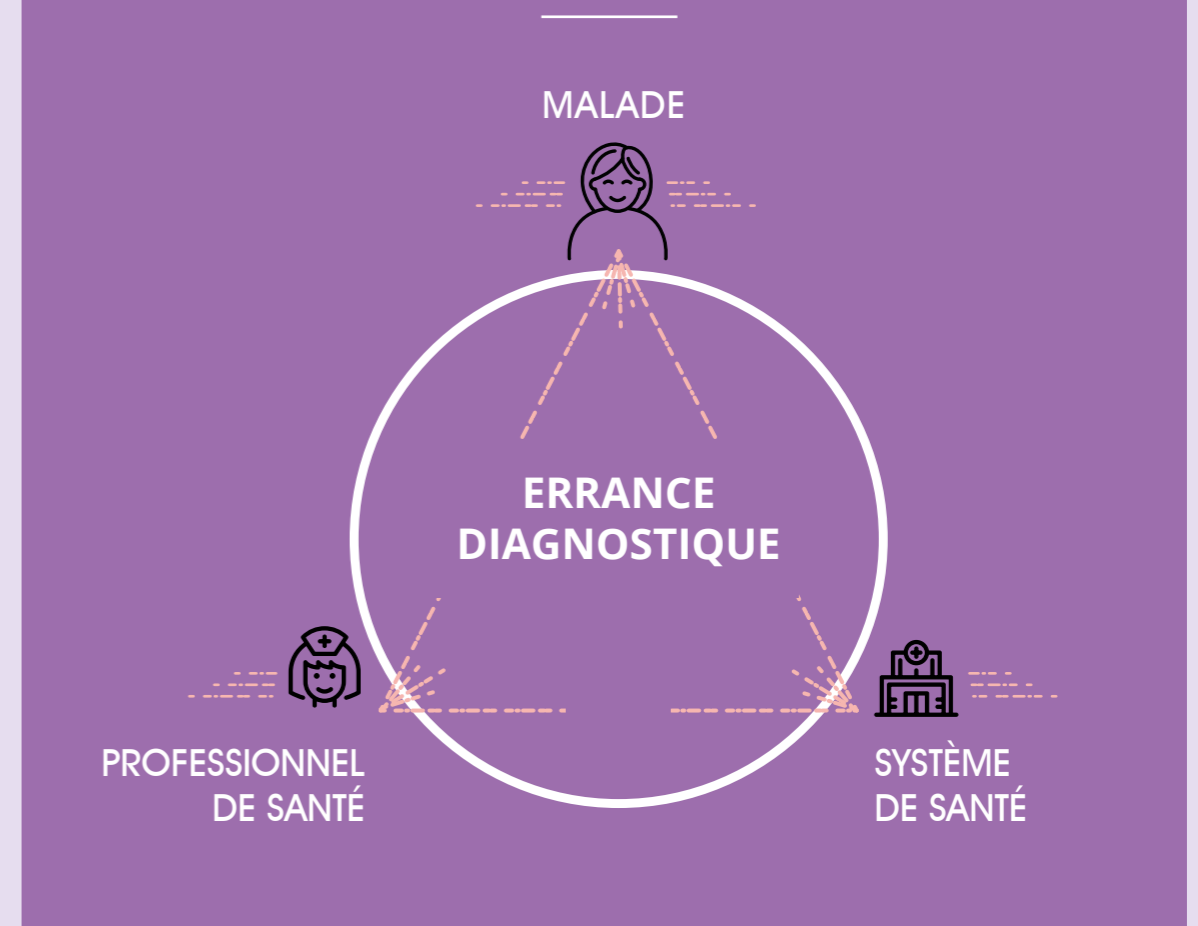 MALADE
ERRANCE
DIAGNOSTIQUE
PROFESSIONNEL
DE SANTÉ
SYSTÈME
DE SANTÉ